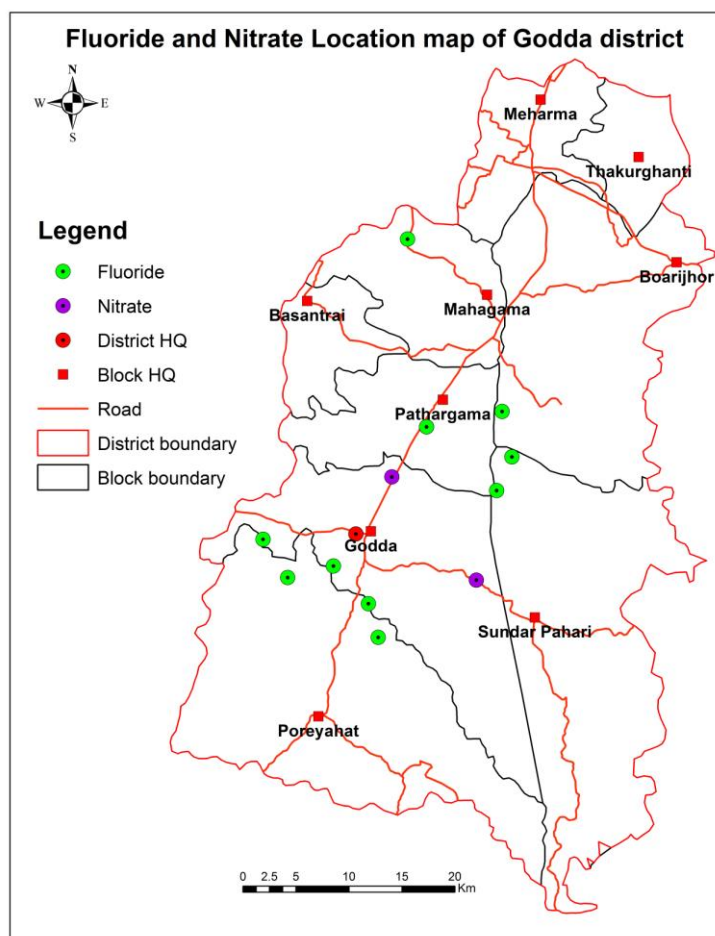 Fluoride and Nitrate Location map of Godda district
N
W E
S
Meharma
Thakurghanti
Legend
Fluoride
Nitrate
District HQ
Block HQ
Road
District boundary
Block boundary
Boarijhor
Basantrai
Mahagama
Pathargama
Godda
Sundar Pahari
Poreyahat
0 2.5 5 10 15 20
Km